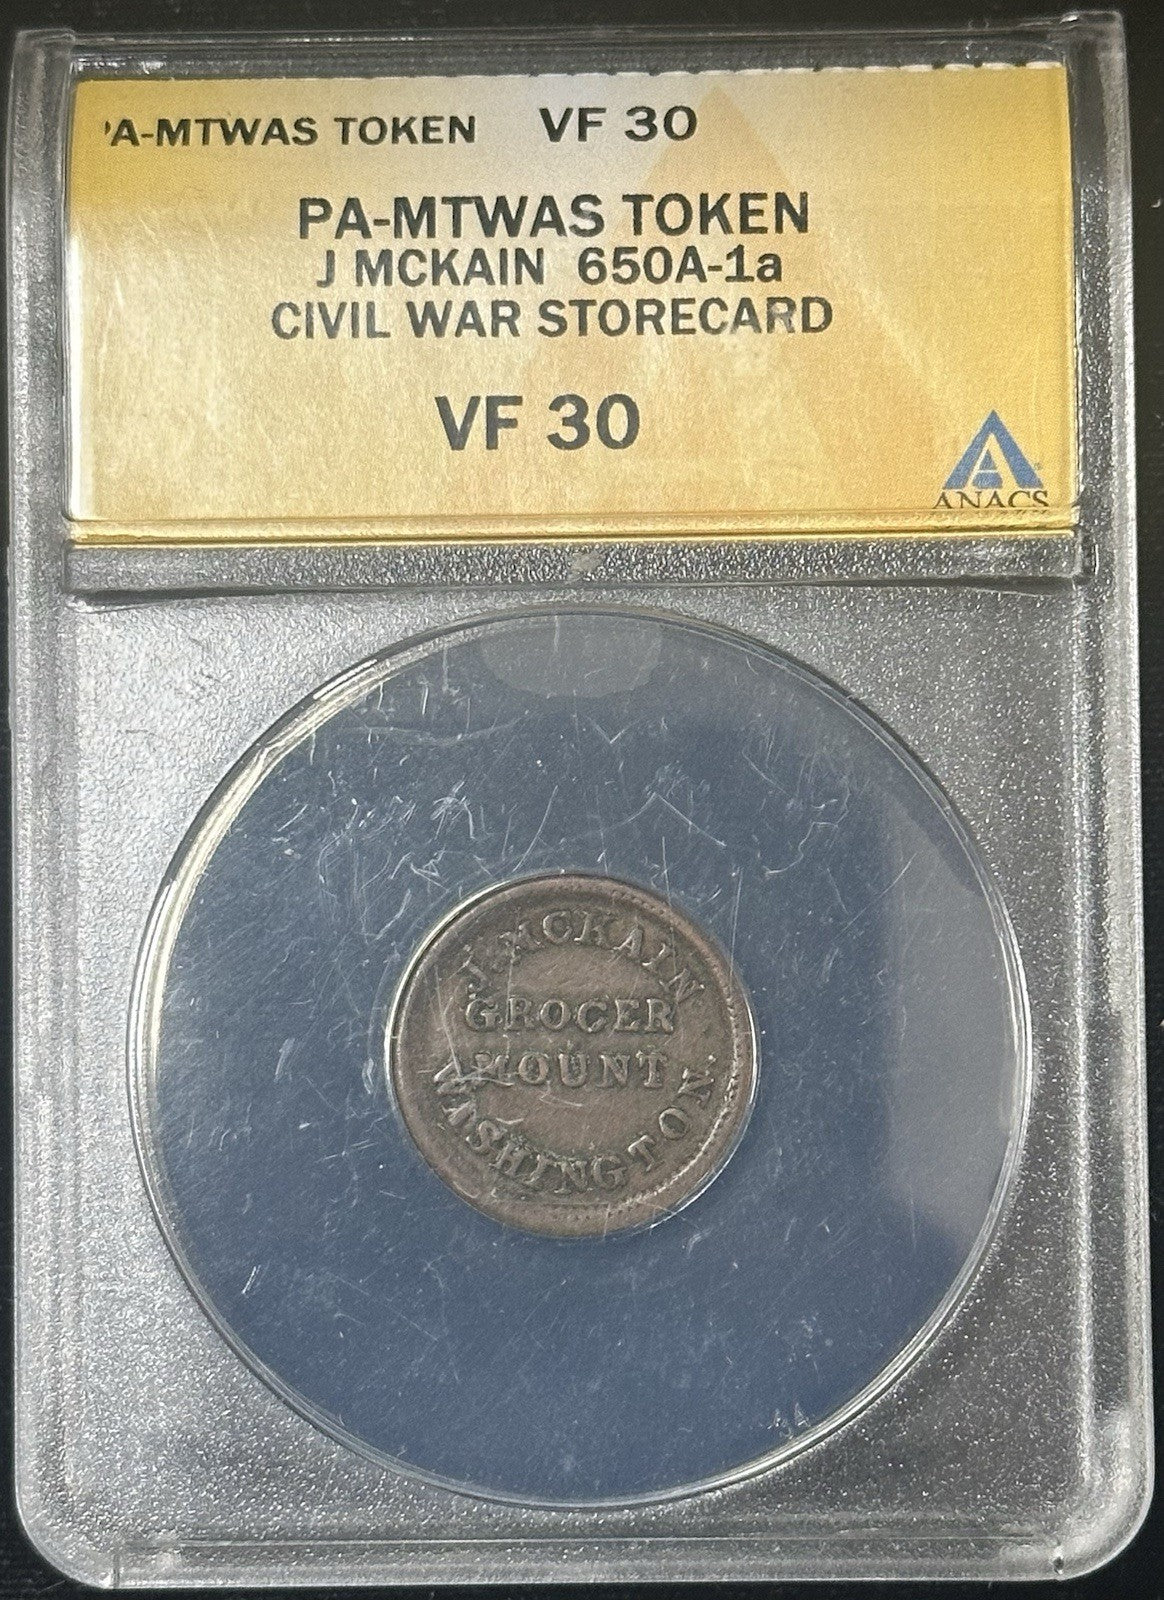 PA-MTWAS TOKEN VF 30
PA-MTWAS TOKEN
J MCKAIN 650A-1a
CIVIL WAR STORECARD
VF 30
ANACS
J. MCKAIN
GROCER
MOUNT
WASHINGTON.